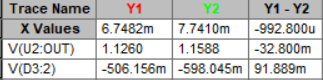 Trace Name Y1 Y2 Y1 - Y2
X Values 6.7482m 7.7410m -992.800u
V(U2:OUT) 1.1260 1.1588 -32.800m
V(D3:2) -506.156m -598.045m 91.889m